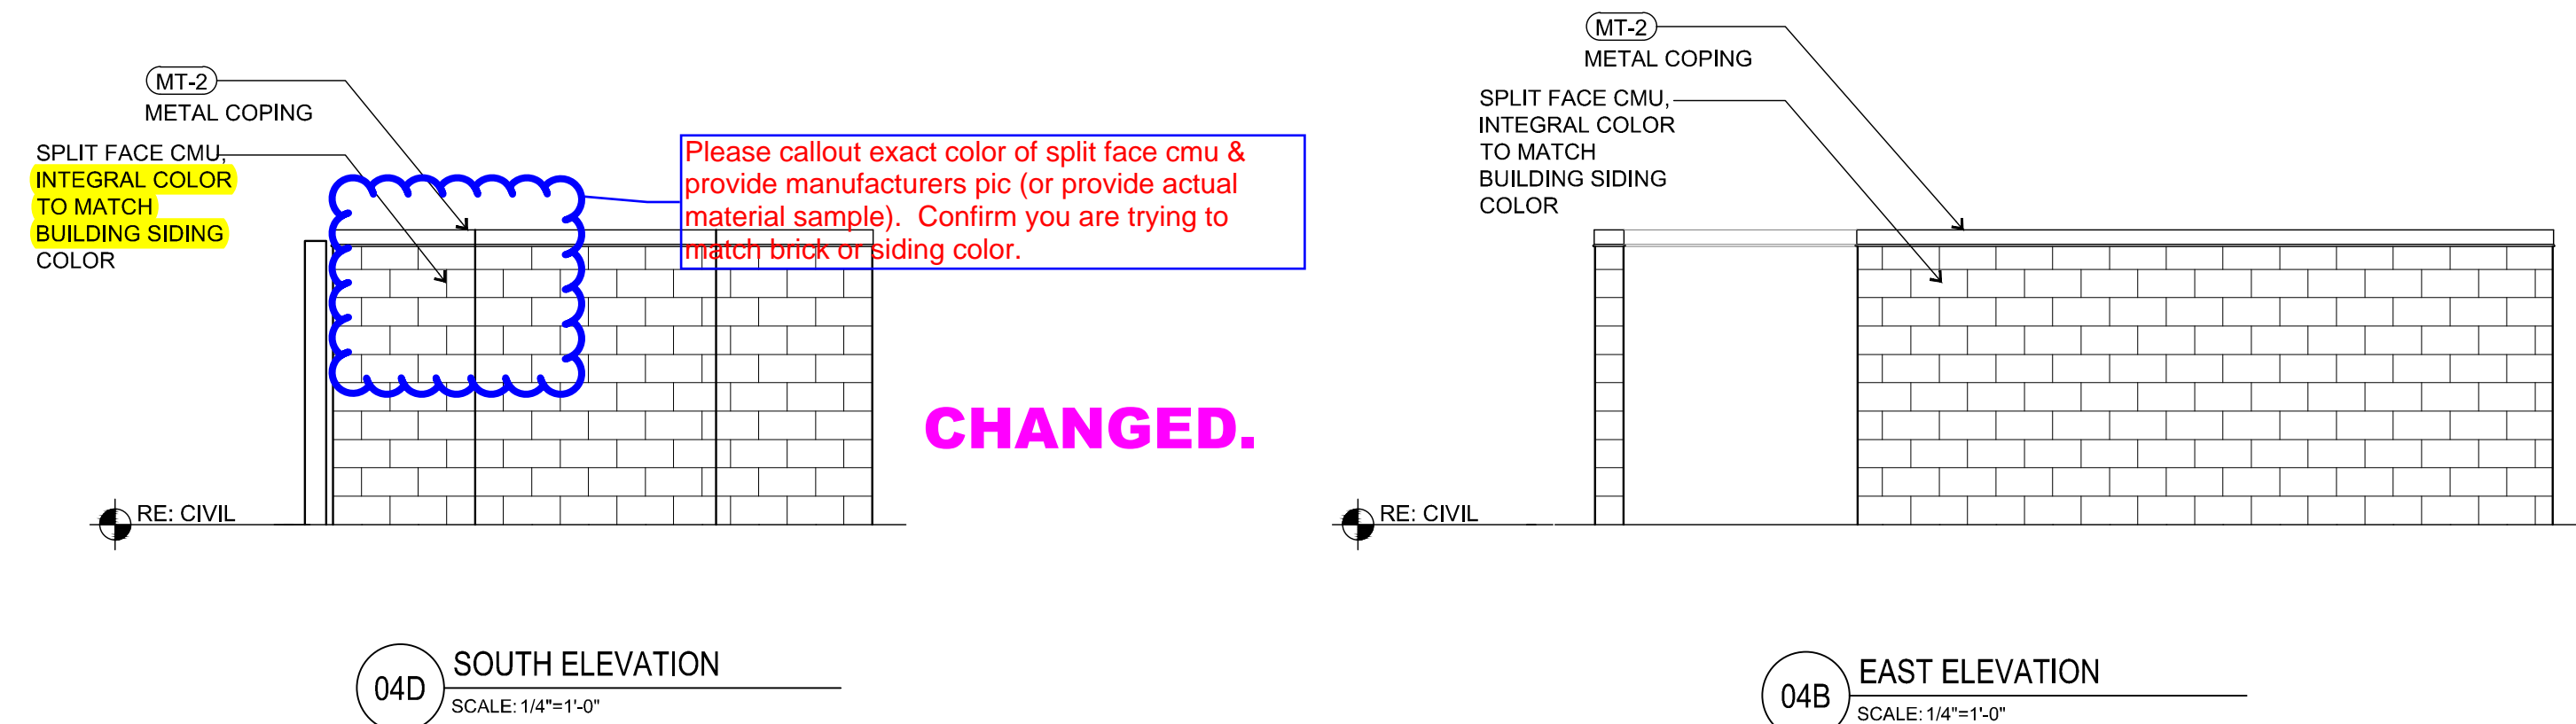 MT-2
METAL COPING
SPLIT FACE CMU,
INTEGRAL COLOR
TO MATCH
BUILDING SIDING
COLOR
Please callout exact color of split face cmu &
provide manufacturers pic (or provide actual
material sample).  Confirm you are trying to
match brick or siding color.
CHANGED.
RE: CIVIL
04D
SOUTH ELEVATION
SCALE: 1/4"=1'-0"
MT-2
METAL COPING
SPLIT FACE CMU,
INTEGRAL COLOR
TO MATCH
BUILDING SIDING
COLOR
RE: CIVIL
04B
EAST ELEVATION
SCALE: 1/4"=1'-0"